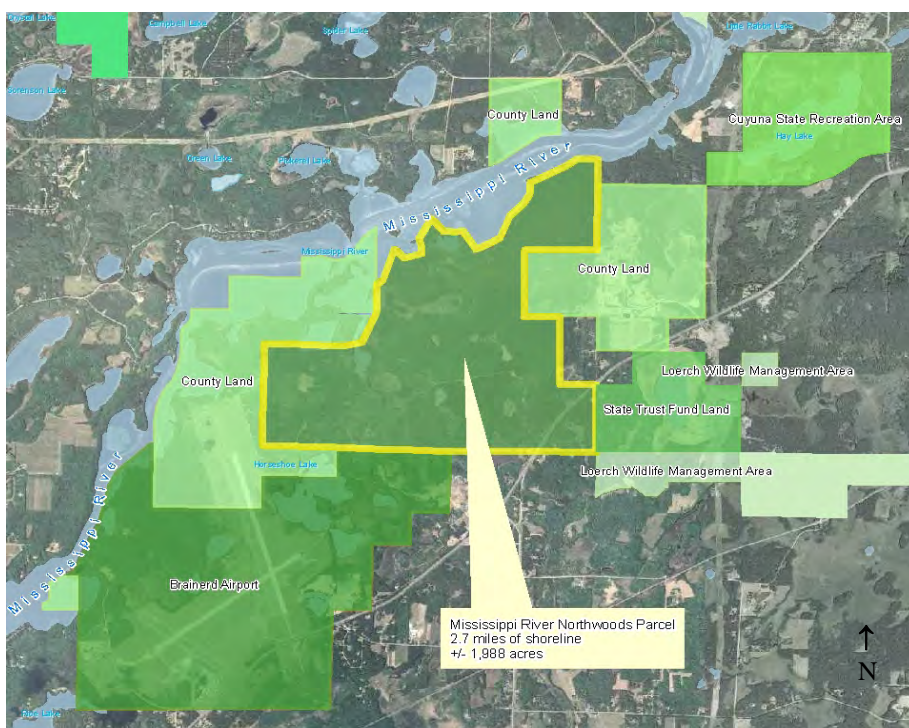 Crystal Lake
Campbell Lake
Spider Lake
Little Rabbit Lake
Sorenson Lake
County Land
Cuyuna State Recreation Area
Hay Lake
Green Lake
Pickerel Lake
Mississippi River
Mississippi River
County Land
Loerch Wildlife Management Area
County Land
State Trust Fund Land
Horseshoe Lake
Loerch Wildlife Management Area
Mississippi River
Brainerd Airport
Mississippi River Northwoods Parcel
2.7 miles of shoreline
+/- 1,988 acres
N
Rice Lake